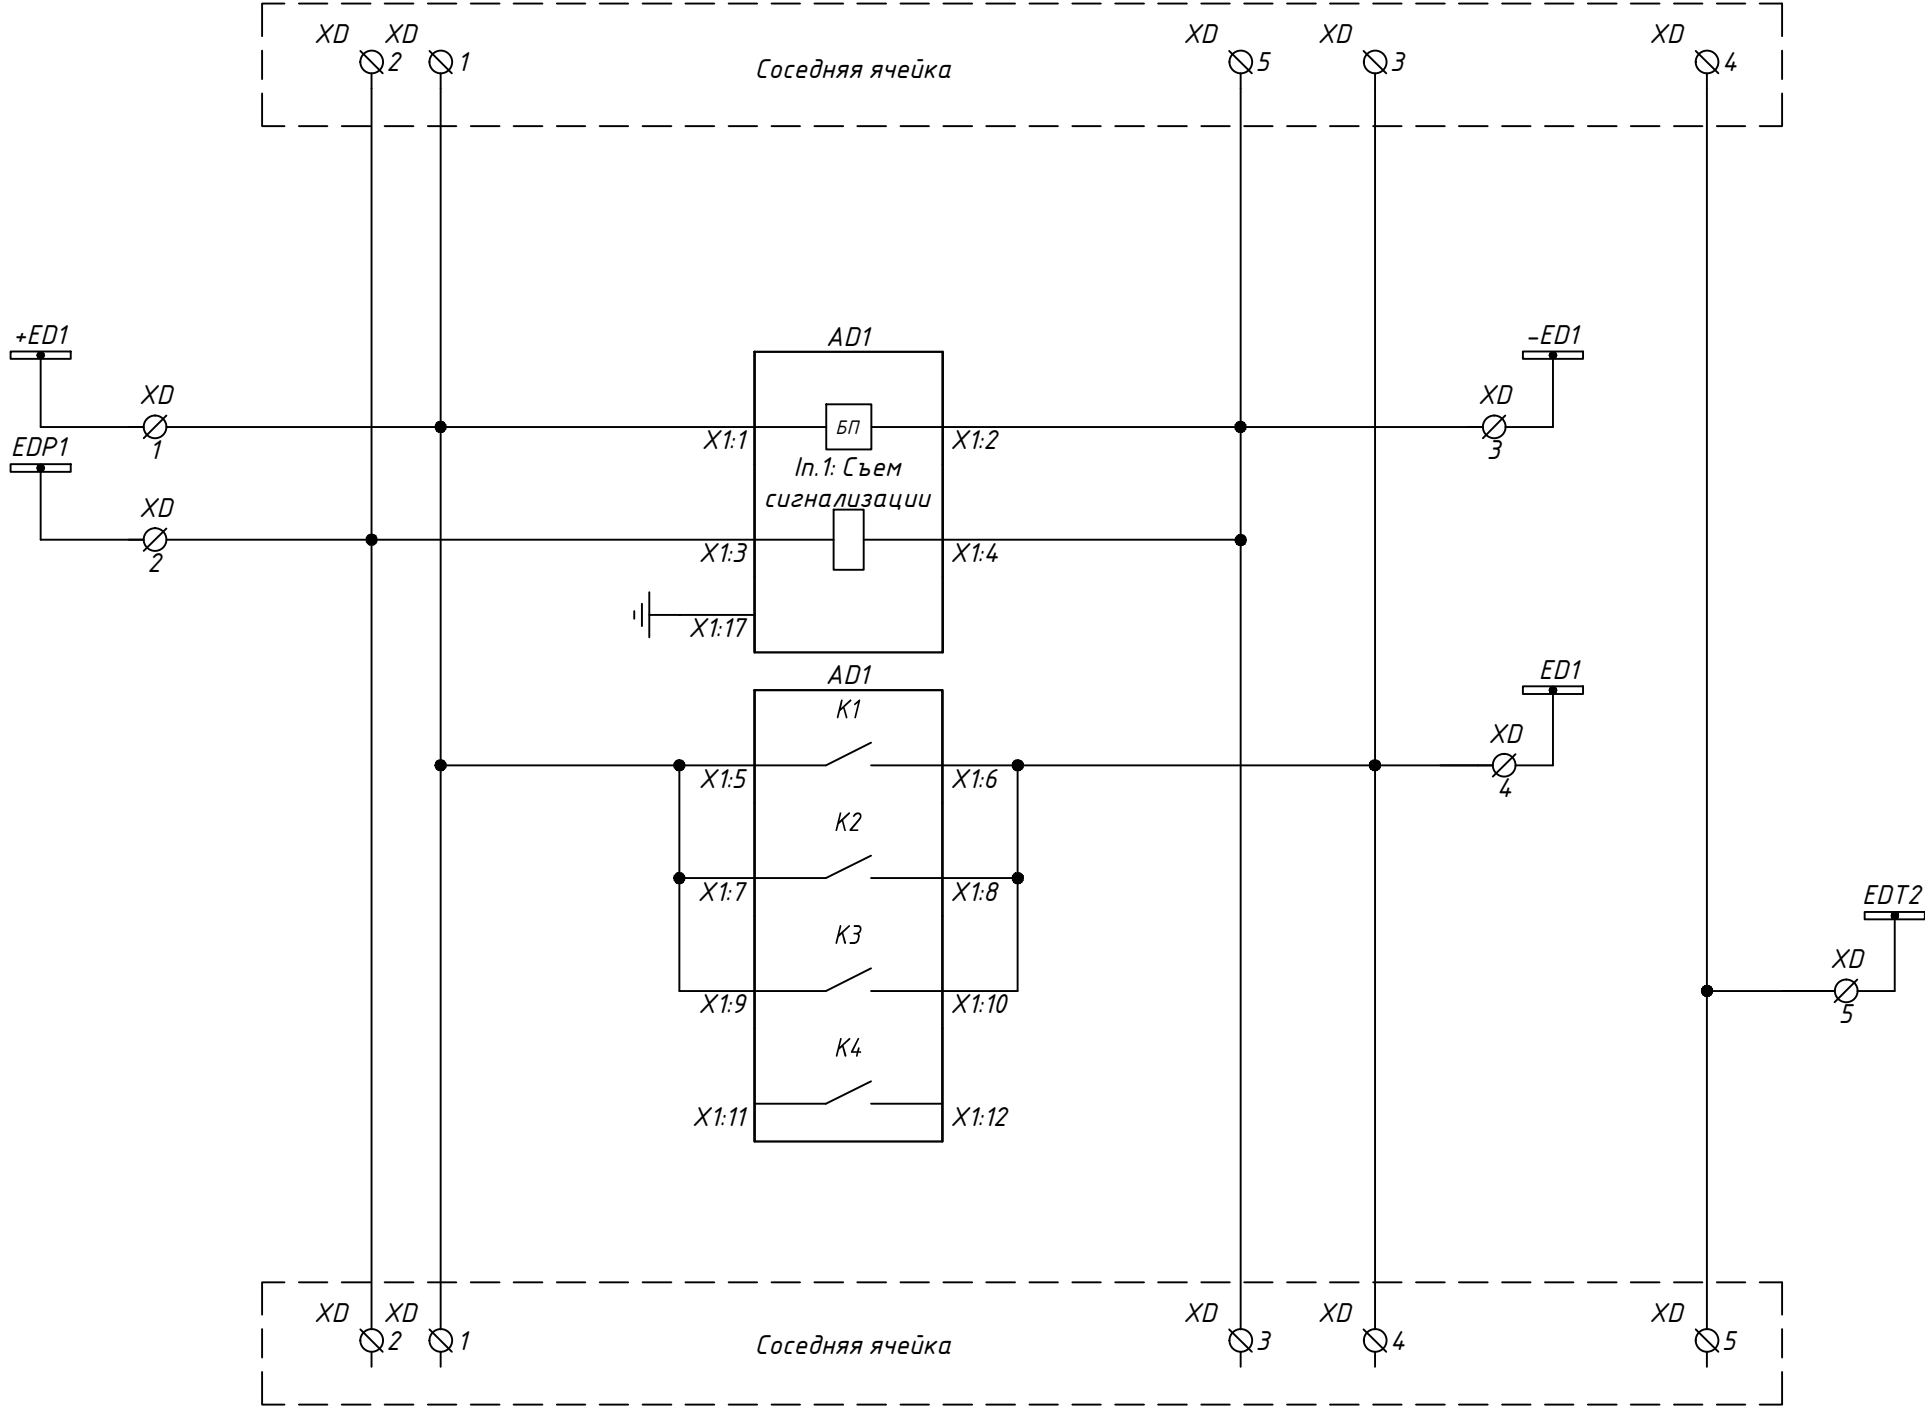 XD XD XD XD XD
2 1 Соседняя ячейка 5 3 4
+ED1 AD1 -ED1
XD XD
EDP1 X1:1 БП X1:2
1 3
In.1: Съем
сигнализации
XD
X1:3 X1:4
2
X1:17
AD1 ED1
K1
XD
X1:5 X1:6
4
K2
X1:7 X1:8 EDT2
K3
XD
X1:9 X1:10
5
K4
X1:11 X1:12
XD XD XD XD XD
2 1 Соседняя ячейка 3 4 5